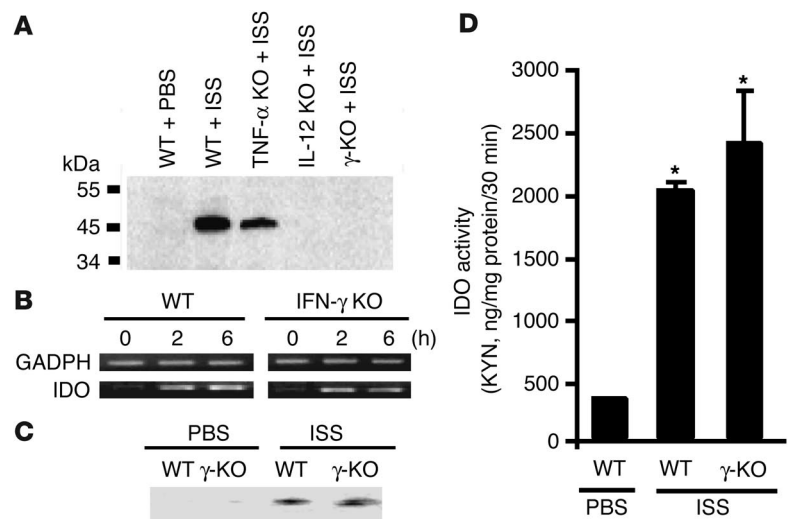 A
WT + PBS
WT + ISS
TNF-α KO + ISS
IL-12 KO + ISS
γ-KO + ISS
kDa
55
45
34
B
WT IFN-γ KO
0 2 6 0 2 6 (h)
GADPH
IDO
C
PBS ISS
WT γ-KO WT γ-KO
D
IDO activity
(KYN, ng/mg protein/30 min)
3000
2500
2000
1500
1000
500
0
* *
WT WT γ-KO
PBS ISS